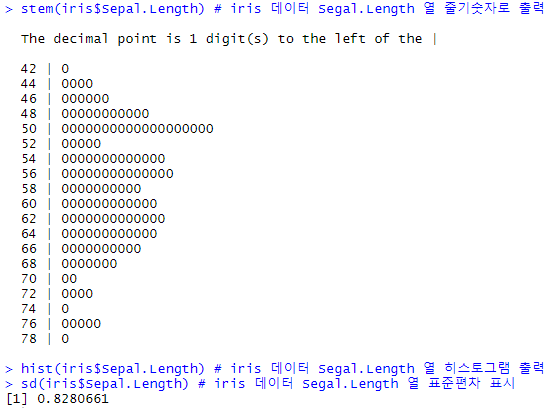 > stem(iris$Sepal.Length) # iris 데이터 Segal.Length 열 줄기숫자로 출력
The decimal point is 1 digit(s) to the left of the |
42 | 0
44 | 0000
46 | 000000
48 | 00000000000
50 | 0000000000000000000
52 | 00000
54 | 0000000000000
56 | 00000000000000
58 | 0000000000
60 | 000000000000
62 | 0000000000000
64 | 000000000000
66 | 0000000000
68 | 0000000
70 | 00
72 | 0000
74 | 0
76 | 00000
78 | 0
> hist(iris$Sepal.Length) # iris 데이터 Segal.Length 열 히스토그램 출력
> sd(iris$Sepal.Length) # iris 데이터 Segal.Length 열 표준편차 표시
[1] 0.8280661